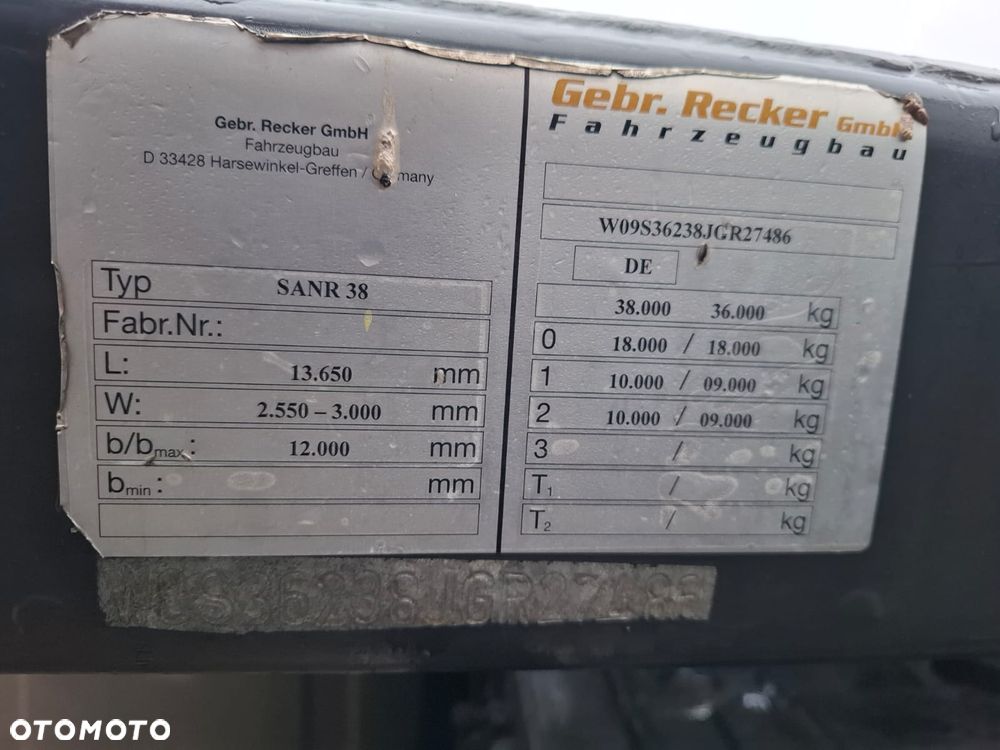 Gebr. Recker GmbH
Fahrzeugbau
D 33428 Harsewinkel-Greffen /
Typ SANR 38
Fabr.Nr.:
L: 13.650 mm
W: 2.550 – 3.000 mm
b/bmax: 12.000 mm
bmin: mm
Gebr. Recker GmbH
Fahrzeugbau
W09S36238JGR27486
DE
38.000 36.000 kg
0 18.000 / 18.000 kg
1 10.000 / 09.000 kg
2 10.000 / 09.000 kg
3 / kg
T1 / kg
T2 / kg
OTOMOTO